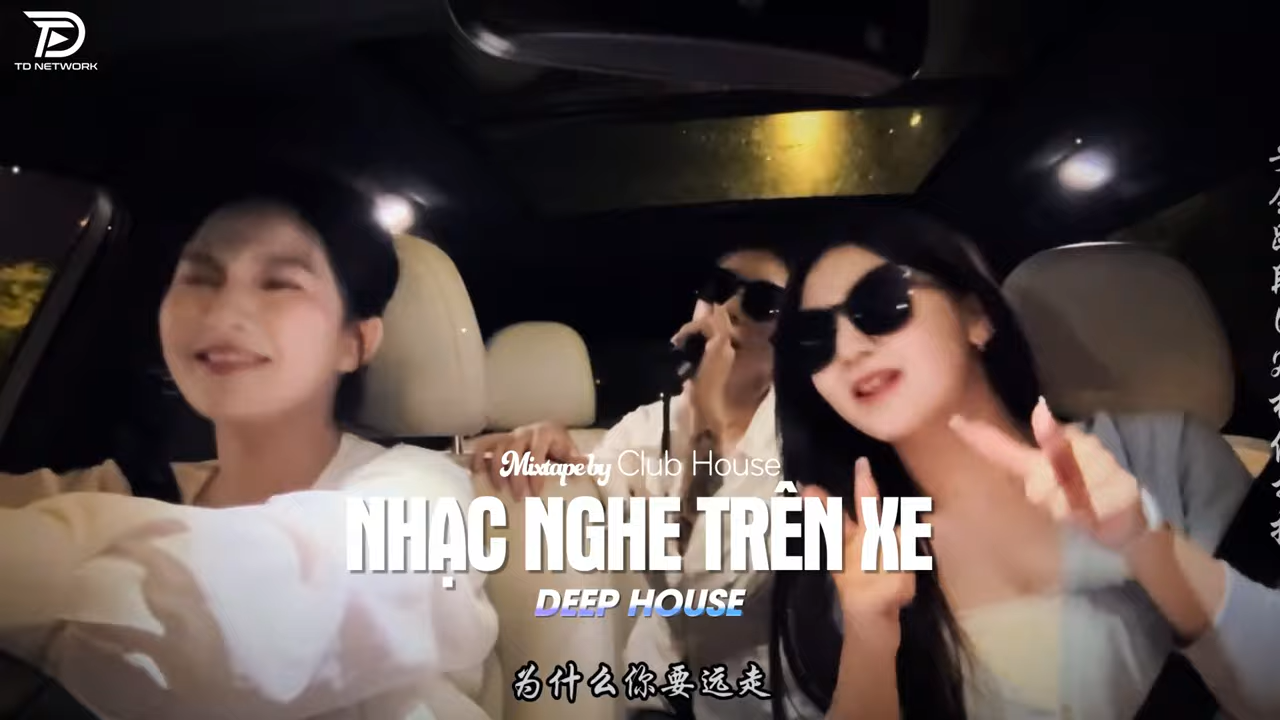 TD NETWORK
Mixtape by Club House
NHẠC NGHE TRÊN XE
DEEP HOUSE
为什么你要远走